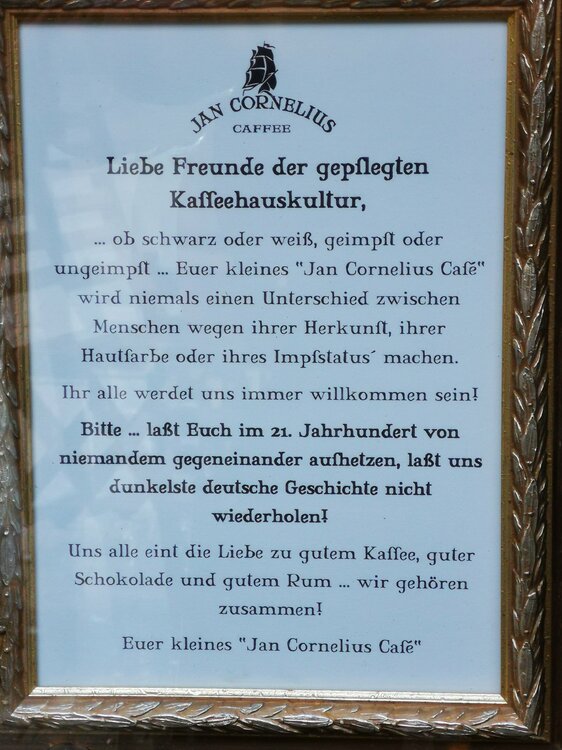 JAN CORNELIUS
CAFFEE
Liebe Freunde der gepflegten
Kaffeehauskultur,
... ob schwarz oder weiß, geimpft oder
ungeimpft ... Euer kleines "Jan Cornelius Café"
wird niemals einen Unterschied zwischen
Menschen wegen ihrer Herkunft, ihrer
Hautfarbe oder ihres Impfstatus´ machen.
Ihr alle werdet uns immer willkommen sein!
Bitte ... laßt Euch im 21. Jahrhundert von
niemandem gegeneinander aufhetzen, laßt uns
dunkelste deutsche Geschichte nicht
wiederholen!
Uns alle eint die Liebe zu gutem Kaffee, guter
Schokolade und gutem Rum ... wir gehören
zusammen!
Euer kleines "Jan Cornelius Café"